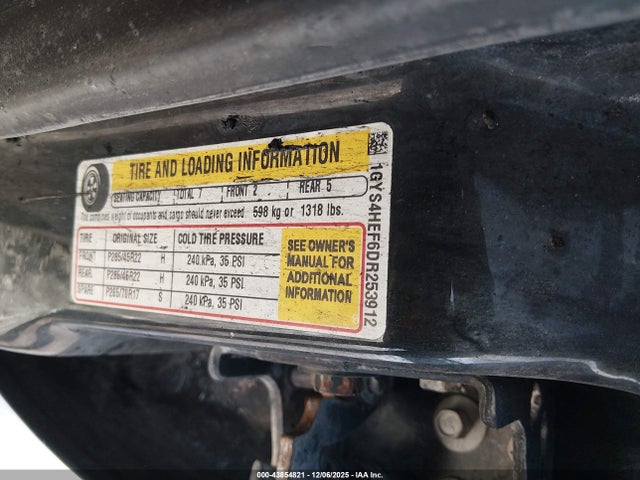 TIRE AND LOADING INFORMATION
SEATING CAPACITY TOTAL 7 FRONT 2 REAR 5
The combined weight of occupants and cargo should never exceed 598 kg or 1318 lbs.
TIRE ORIGINAL SIZE COLD TIRE PRESSURE
FRONT P285/45R22 H 240 kPa, 35 PSI
REAR P285/45R22 H 240 kPa, 35 PSI
SPARE P265/70R17 S 240 kPa, 35 PSI
SEE OWNER'S
MANUAL FOR
ADDITIONAL
INFORMATION
1GYS4HEF6DR253912
000-43854821 - 12/06/2025 - IAA Inc.